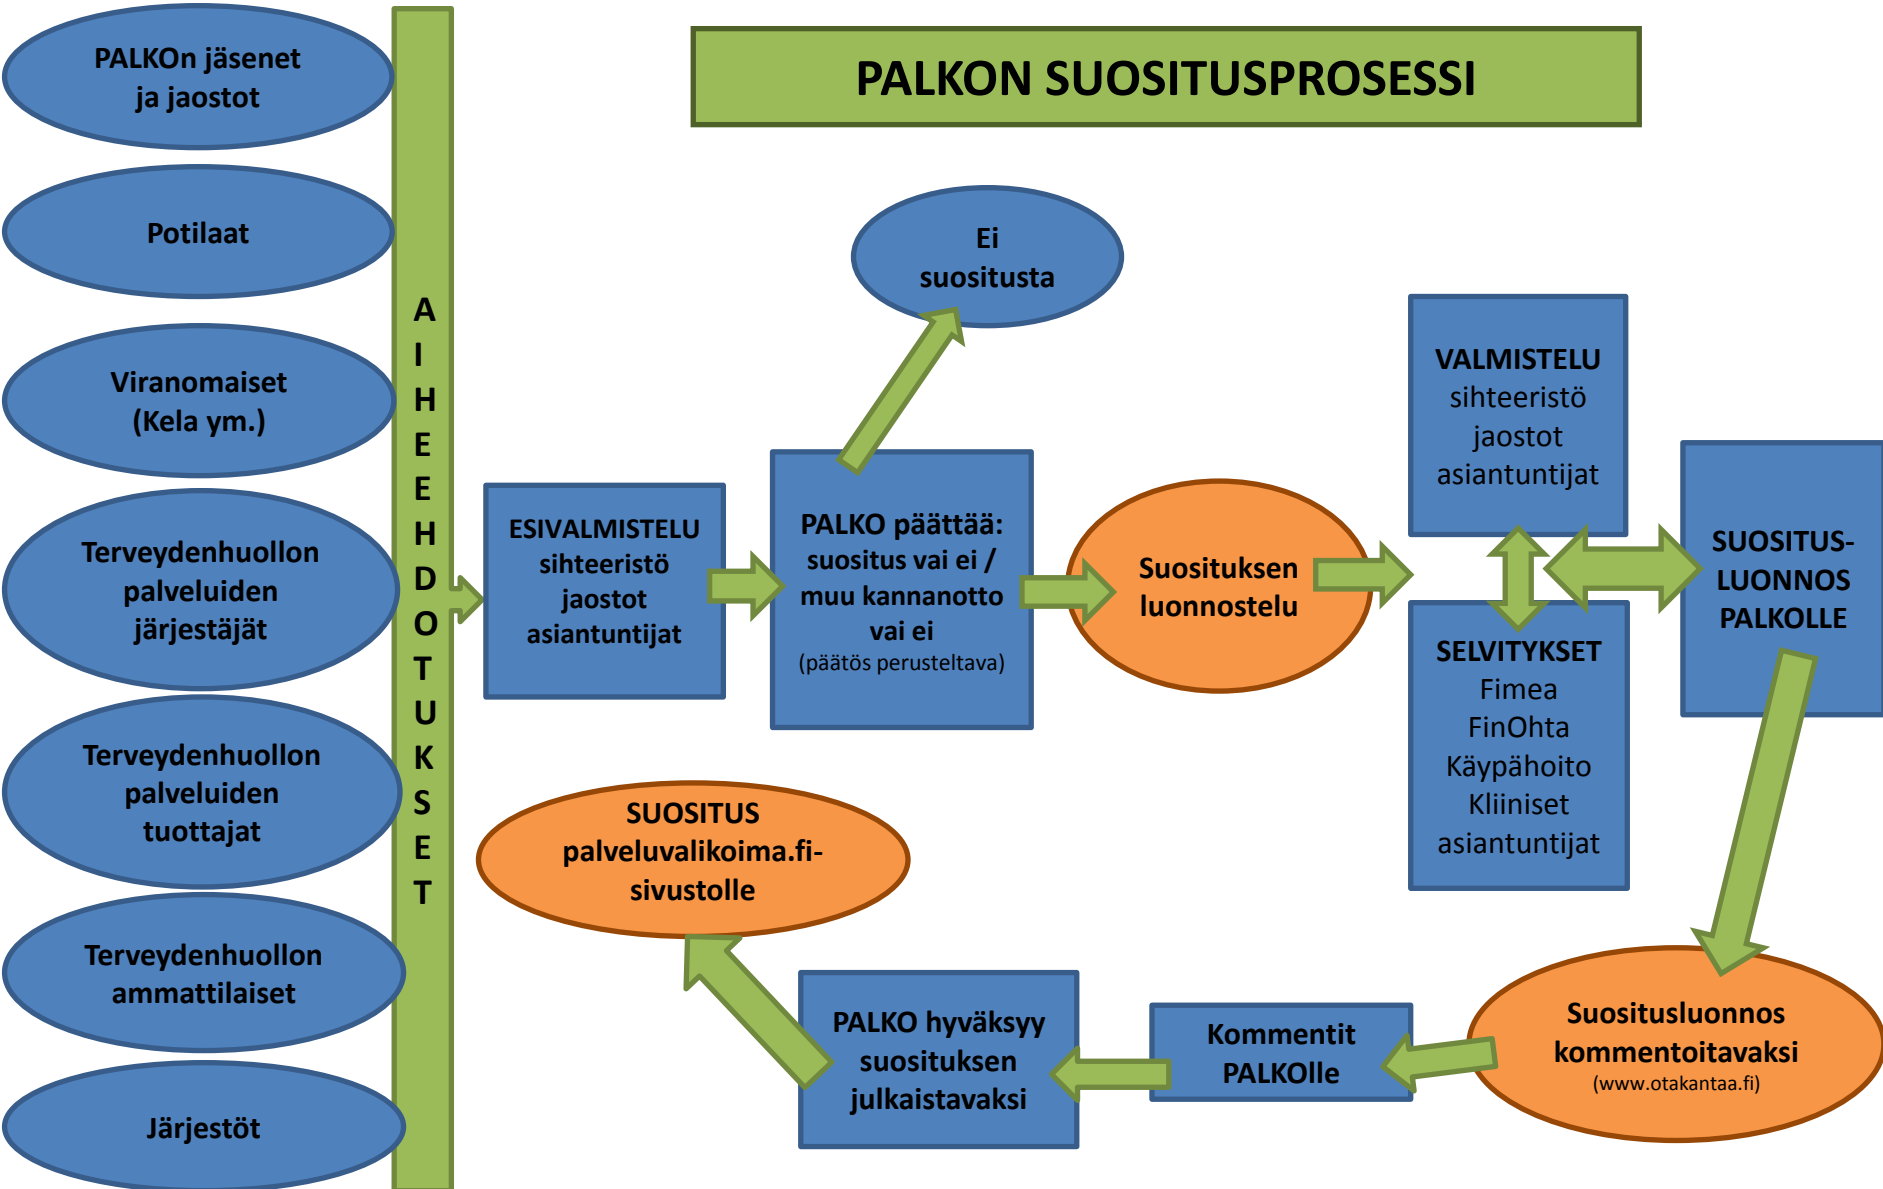 PALKON SUOSITUSPROSESSI
PALKOn jäsenet
ja jaostot
Potilaat
Viranomaiset
(Kela ym.)
Terveydenhuollon
palveluiden
järjestäjät
Terveydenhuollon
palveluiden
tuottajat
Terveydenhuollon
ammattilaiset
Järjestöt
A
I
H
E
E
H
D
O
T
U
K
S
E
T
ESIVALMISTELU
sihteeristö
jaostot
asiantuntijat
PALKO päättää:
suositus vai ei /
muu kannanotto
vai ei
(päätös perusteltava)
Ei
suositusta
Suosituksen
luonnostelu
VALMISTELU
sihteeristö
jaostot
asiantuntijat
SELVITYKSET
Fimea
FinOhta
Käypähoito
Kliiniset
asiantuntijat
SUOSITUS-
LUONNOS
PALKOLLE
Suositusluonnos
kommentoitavaksi
(www.otakantaa.fi)
Kommentit
PALKOlle
PALKO hyväksyy
suosituksen
julkaistavaksi
SUOSITUS
palveluvalikoima.fi-
sivustolle